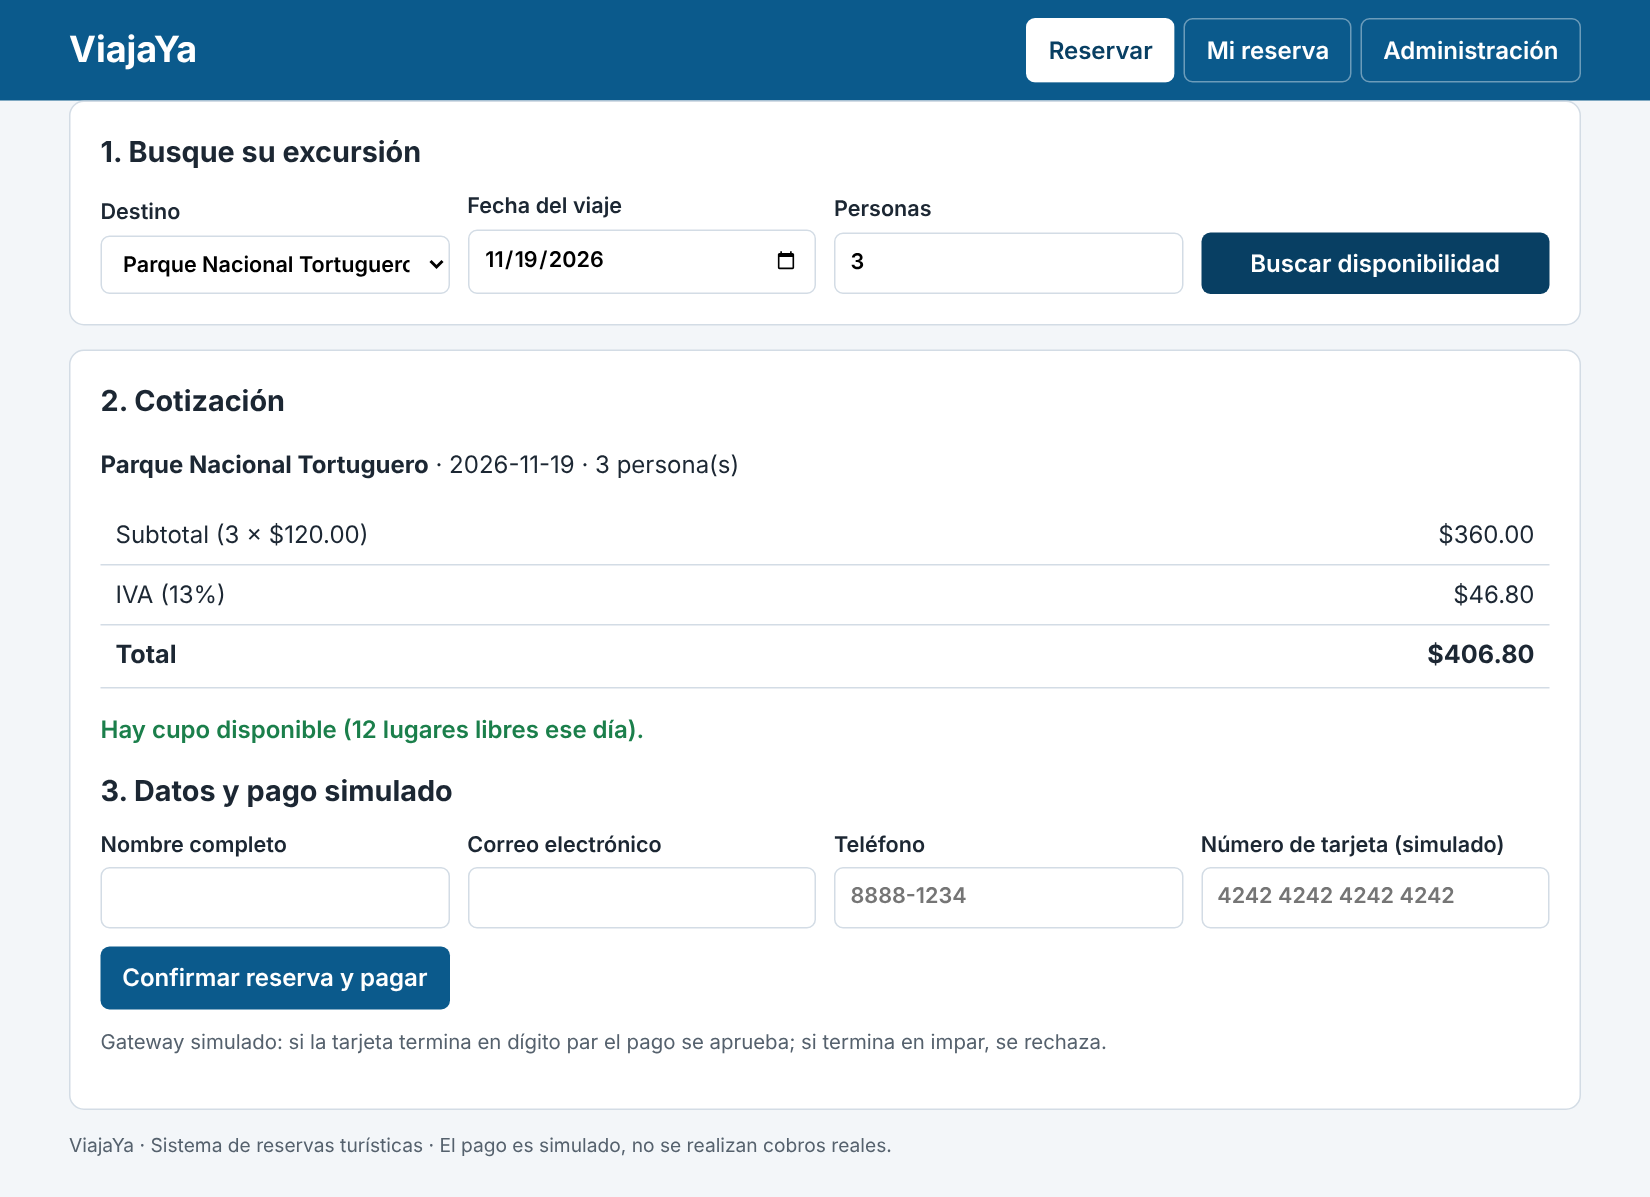 ViajaYa
Reservar
Mi reserva
Administración
1. Busque su excursión
Destino
Fecha del viaje
Personas
Parque Nacional Tortuguero
11/19/2026
3
Buscar disponibilidad
2. Cotización
Parque Nacional Tortuguero · 2026-11-19 · 3 persona(s)
Subtotal (3 × $120.00) $360.00
IVA (13%) $46.80
Total $406.80
Hay cupo disponible (12 lugares libres ese día).
3. Datos y pago simulado
Nombre completo
Correo electrónico
Teléfono
Número de tarjeta (simulado)
8888-1234
4242 4242 4242 4242
Confirmar reserva y pagar
Gateway simulado: si la tarjeta termina en dígito par el pago se aprueba; si termina en impar, se rechaza.
ViajaYa · Sistema de reservas turísticas · El pago es simulado, no se realizan cobros reales.